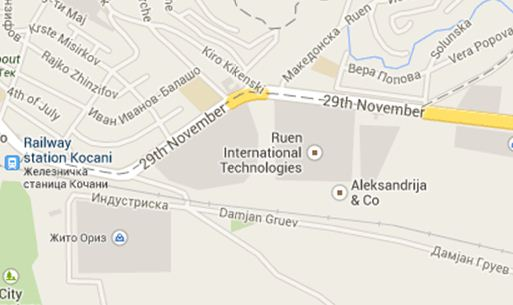 ти Мај
Krste Misirkov
Rajko Zhinzifov
4th of July
Иван Иванов-Балашо
Kiro Kikenski
Македонска
Ruen
Solunska
Vera Popova
Вера Попова
29th November
29th November
Railway
station Kocani
Железничка
станица Кочани
Ruen
International
Technologies
Aleksandrija
& Co
Индустриска
Damjan Gruev
Дамјан Груев
Жито Ориз
City